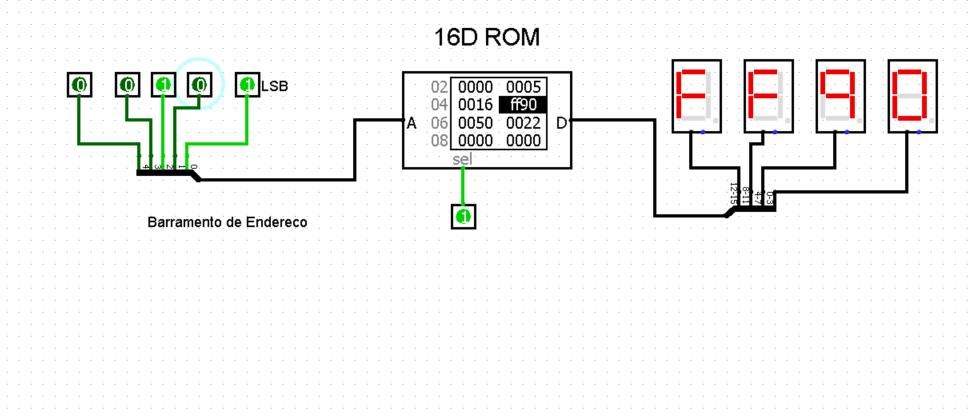 16D ROM
0 0 1 0 1 LSB
02 0000 0005
04 0016 ff90
A 06 0050 0022 D
08 0000 0000
sel
F F 9 0
4 3 2 1 0
12-15 8-11 4-7 0-3
1
Barramento de Endereco